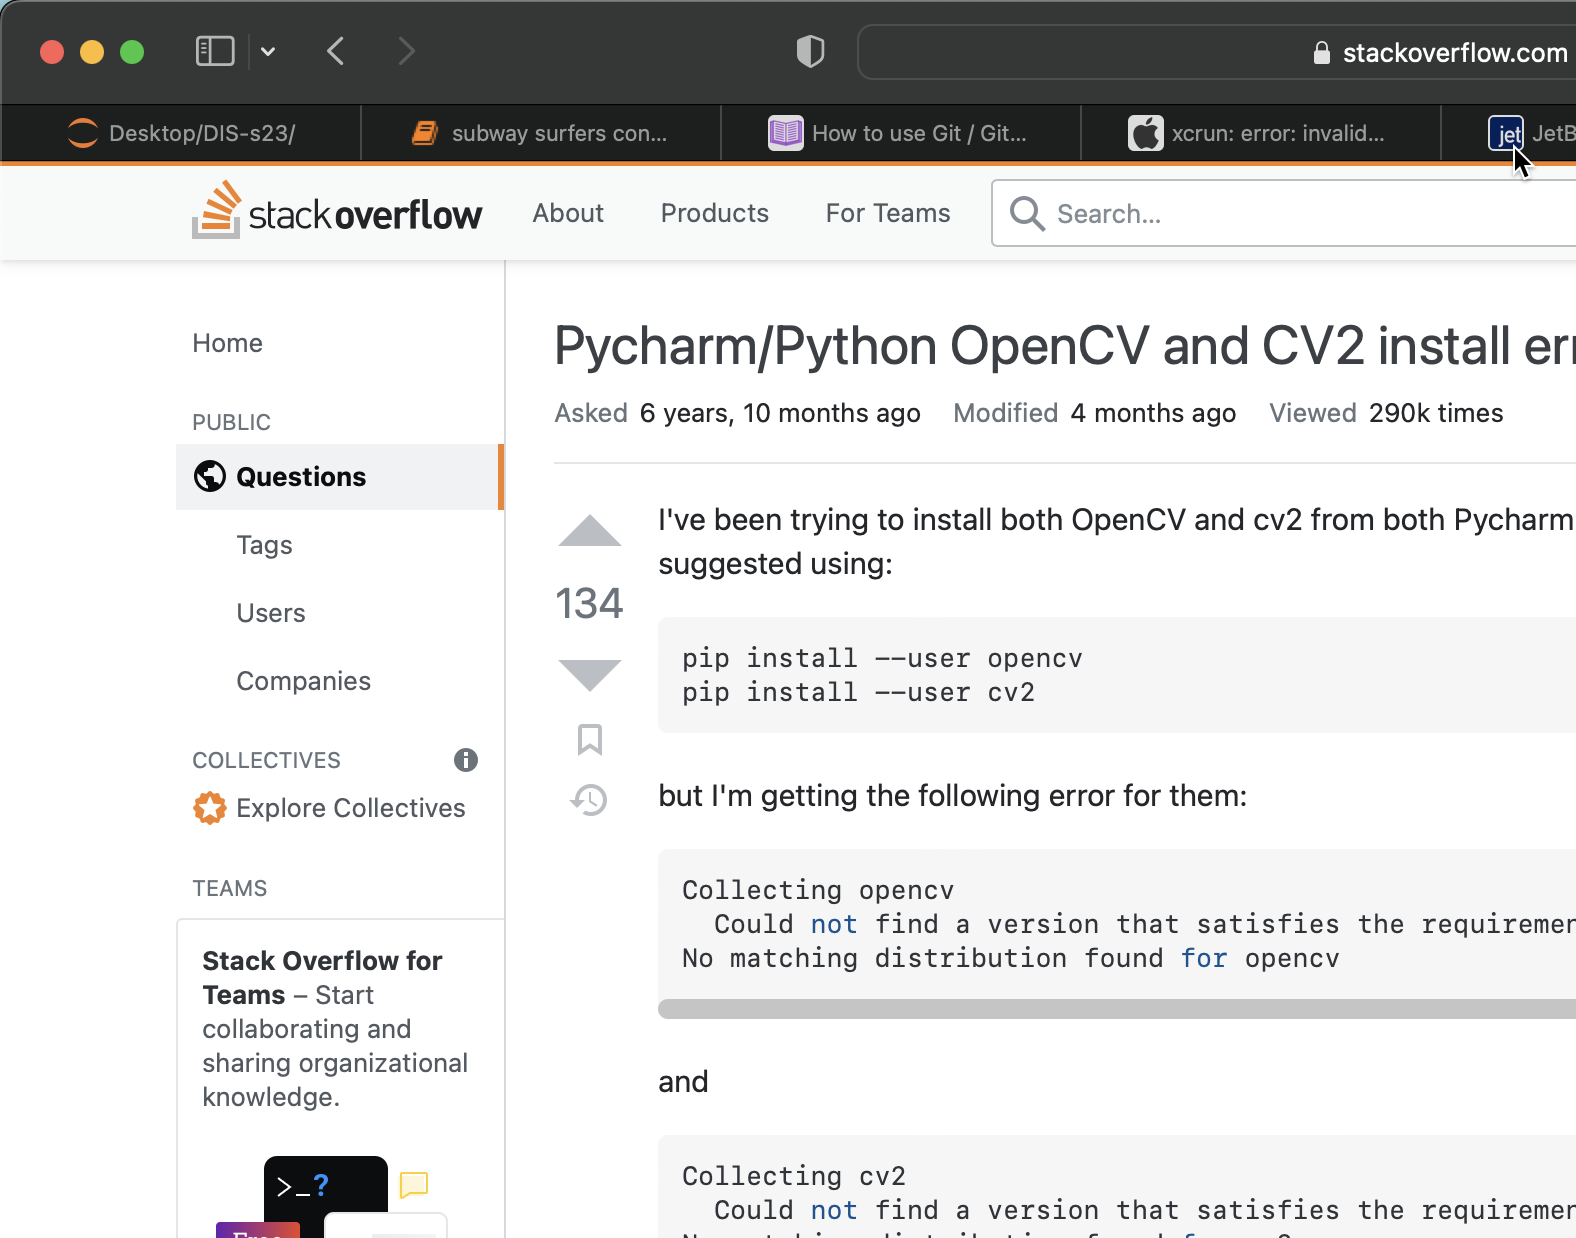 stackoverflow.com
Desktop/DIS-s23/
subway surfers con...
How to use Git / Git...
xcrun: error: invalid...
jet JetB
stackoverflow
About
Products
For Teams
Search...
Home
PUBLIC
Questions
Tags
Users
Companies
COLLECTIVES
Explore Collectives
TEAMS
Stack Overflow for
Teams – Start
collaborating and
sharing organizational
knowledge.
>_?
Free
Pycharm/Python OpenCV and CV2 install err
Asked 6 years, 10 months ago Modified 4 months ago Viewed 290k times
134
I've been trying to install both OpenCV and cv2 from both Pycharm
suggested using:
pip install --user opencv
pip install --user cv2
but I'm getting the following error for them:
Collecting opencv
Could not find a version that satisfies the requiremen
No matching distribution found for opencv
and
Collecting cv2
Could not find a version that satisfies the requiremen